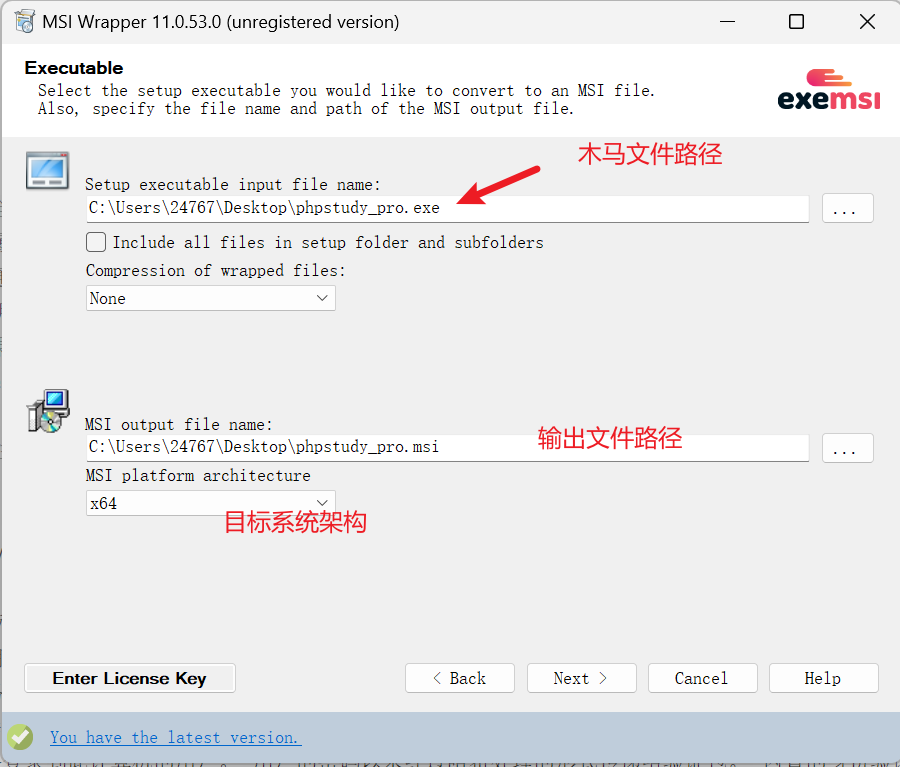 MSI Wrapper 11.0.53.0 (unregistered version)
Executable
Select the setup executable you would like to convert to an MSI file.
Also, specify the file name and path of the MSI output file.
exemsi
木马文件路径
Setup executable input file name:
C:\Users\24767\Desktop\phpstudy_pro.exe
...
Include all files in setup folder and subfolders
Compression of wrapped files:
None
MSI output file name:
C:\Users\24767\Desktop\phpstudy_pro.msi
输出文件路径
...
MSI platform architecture
x64
目标系统架构
Enter License Key
< Back
Next >
Cancel
Help
You have the latest version.